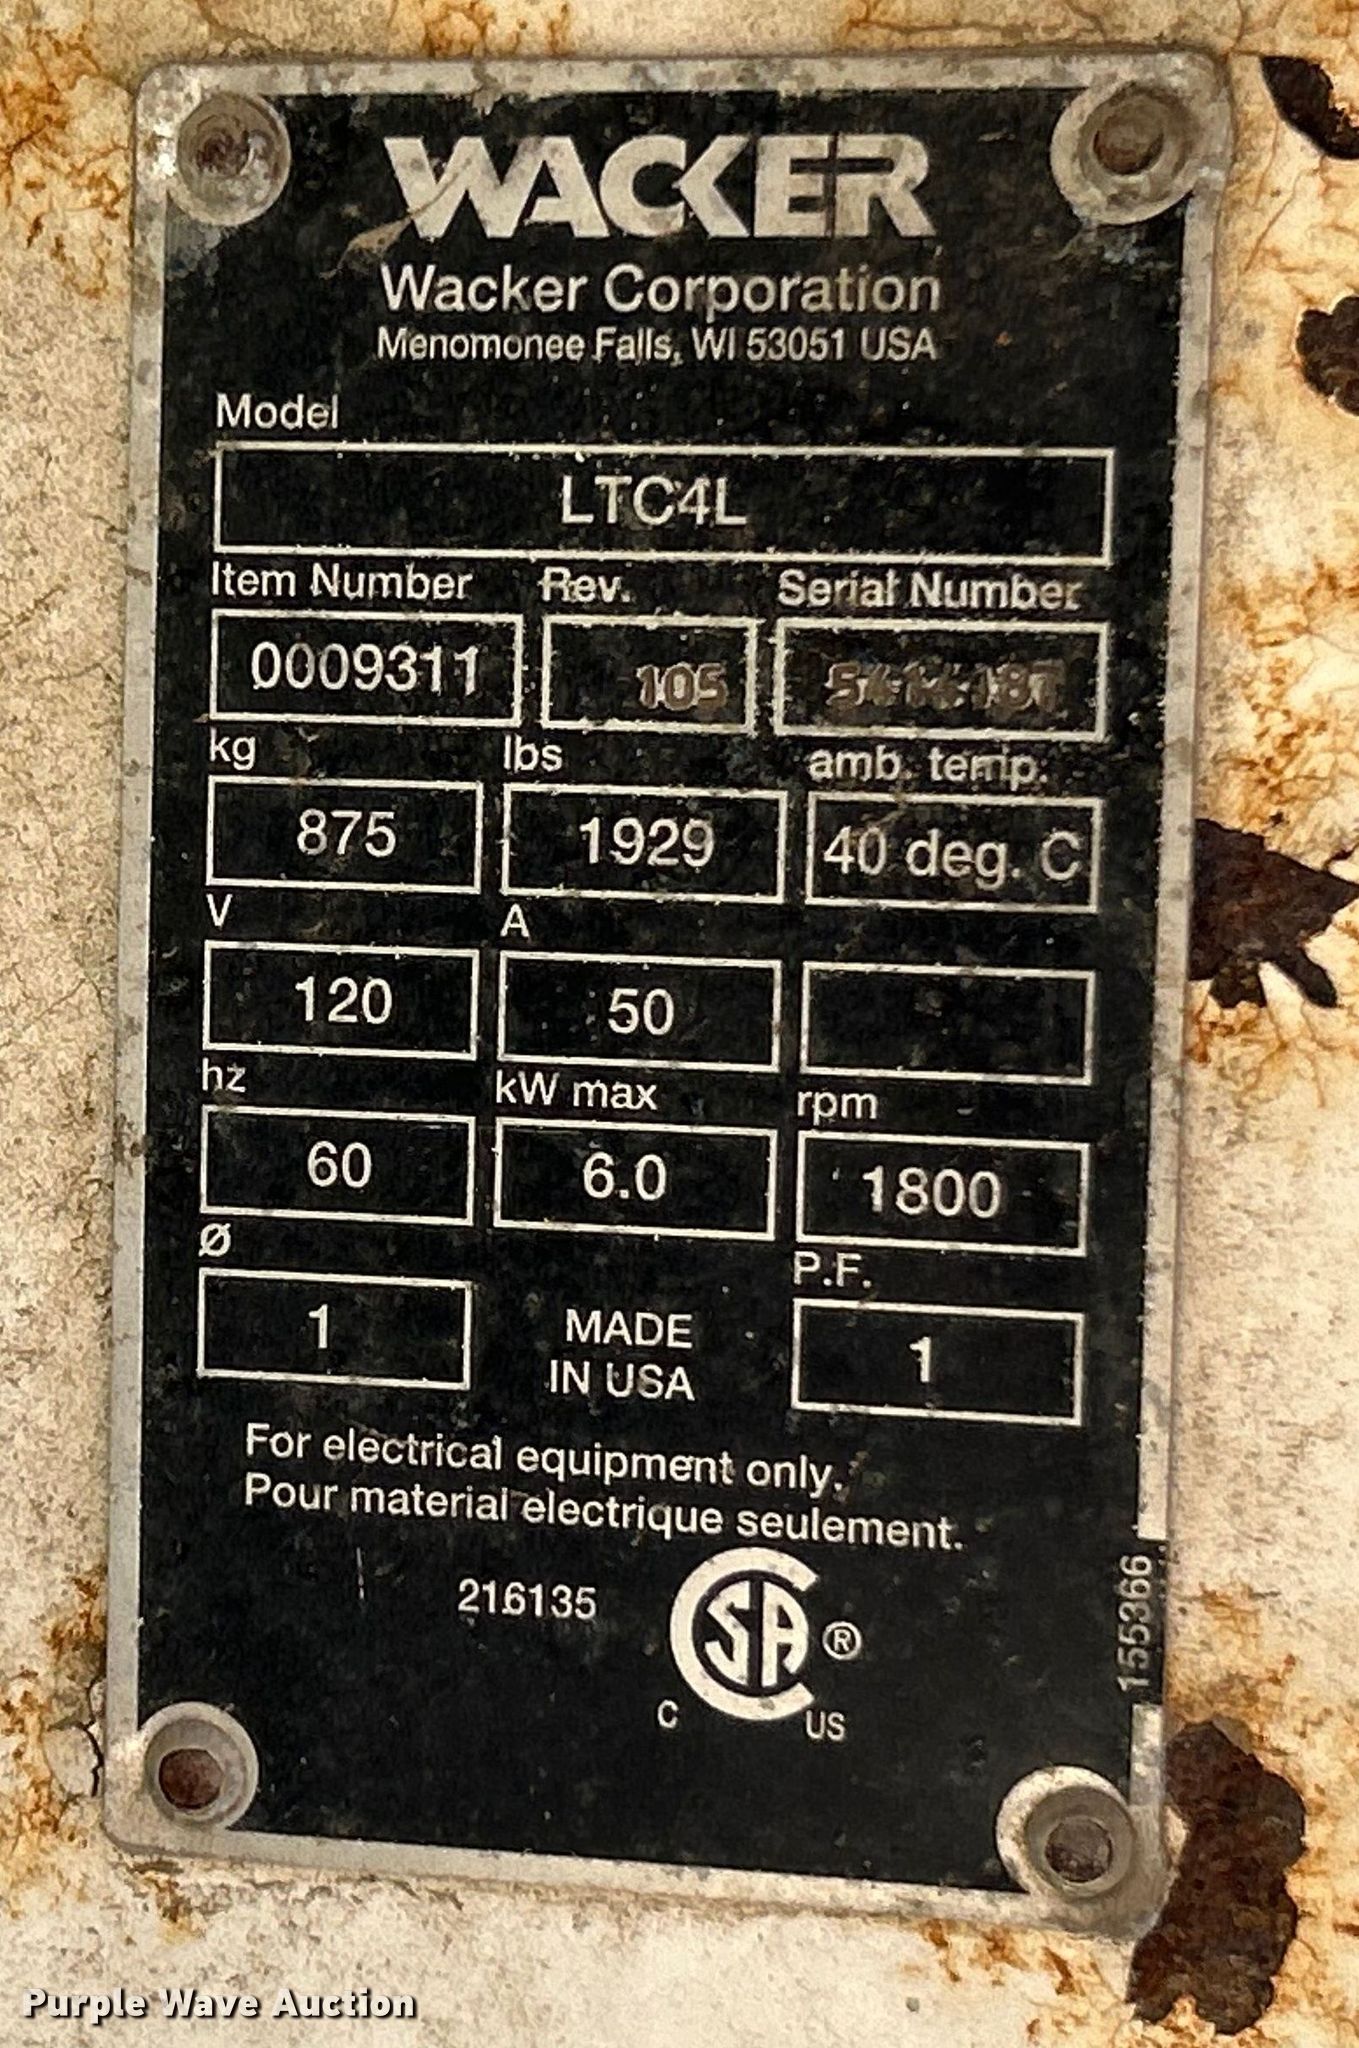 WACKER
Wacker Corporation
Menomonee Falls, WI 53051 USA
Model
LTC4L
Item Number Rev. Serial Number
0009311 105
kg lbs amb. temp.
875 1929 40 deg. C
V A
120 50
hz kW max rpm
60 6.0 1800
Ø P.F.
1 MADE IN USA 1
For electrical equipment only.
Pour material electrique seulement.
216135
CSA ®
C US
155366
Purple Wave Auction